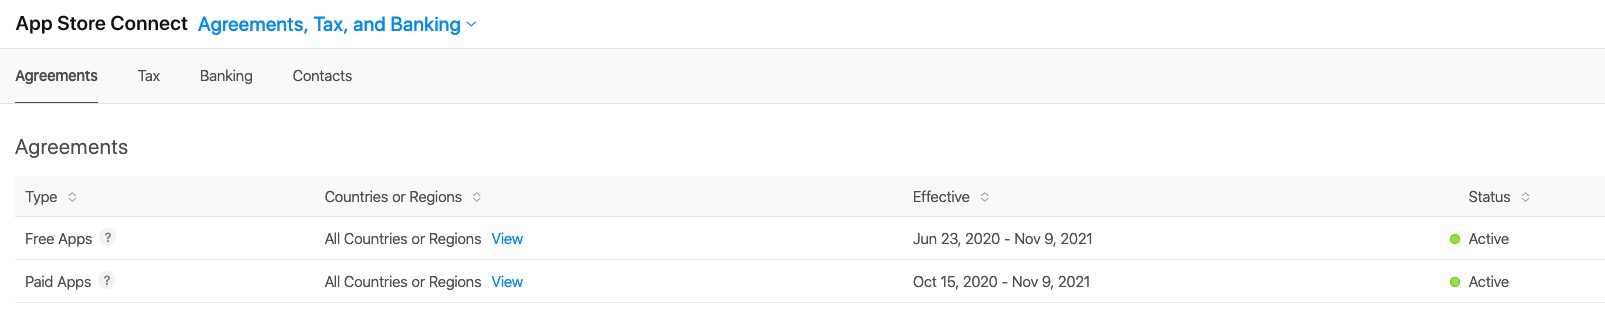 App Store Connect Agreements, Tax, and Banking
Agreements Tax Banking Contacts
Agreements
Type Countries or Regions Effective Status
Free Apps ? All Countries or Regions View Jun 23, 2020 - Nov 9, 2021 Active
Paid Apps ? All Countries or Regions View Oct 15, 2020 - Nov 9, 2021 Active